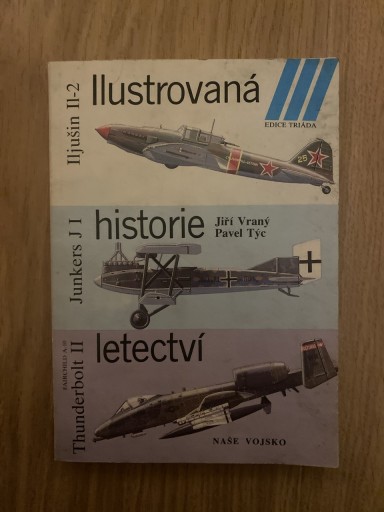 Iljušin Il-2
Ilustrovaná
EDICE TRIÁDA
28
Junkers J I
historie
Jiří Vraný
Pavel Týc
FAIRCHILD A-10
Thunderbolt II
letectví
NAŠE VOJSKO